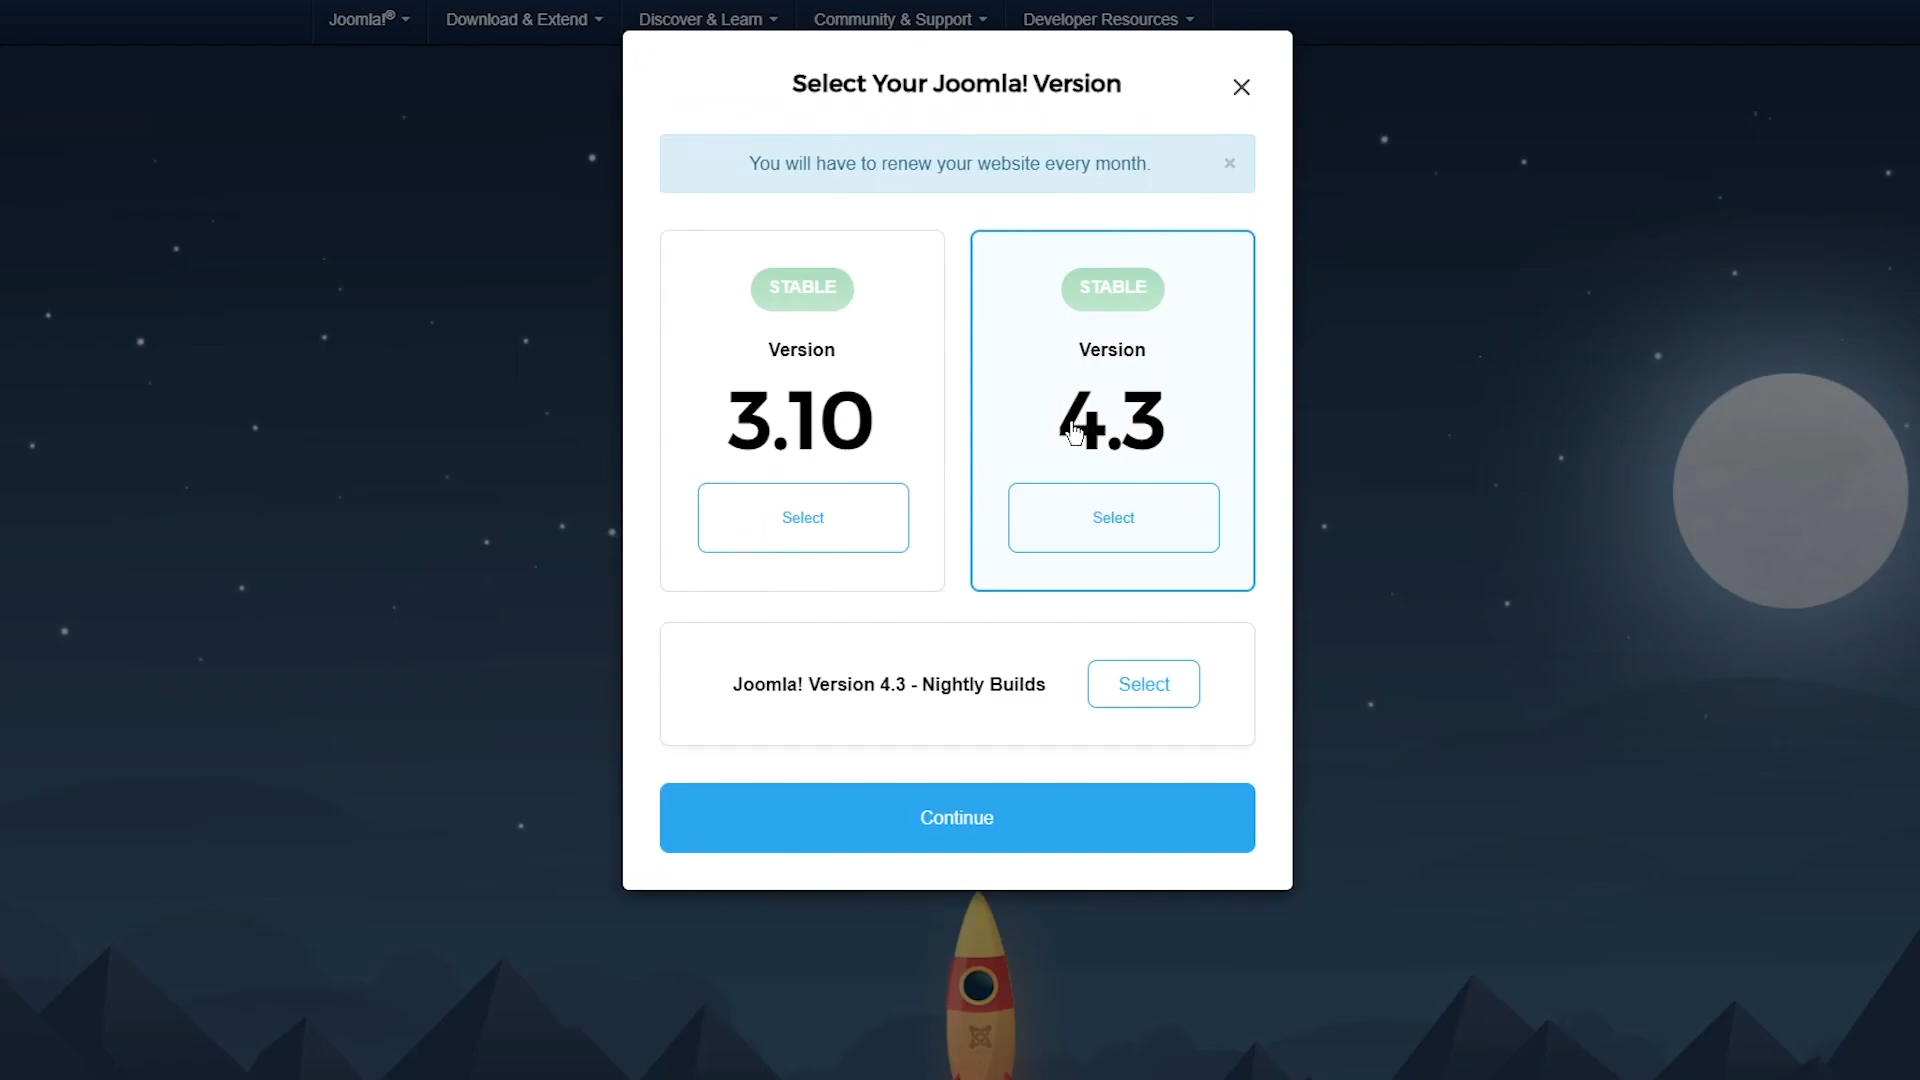 Joomla!® Download & Extend Discover & Learn Community & Support Developer Resources
Select Your Joomla! Version
You will have to renew your website every month.
STABLE
Version
3.10
Select
STABLE
Version
4.3
Select
Joomla! Version 4.3 - Nightly Builds
Select
Continue